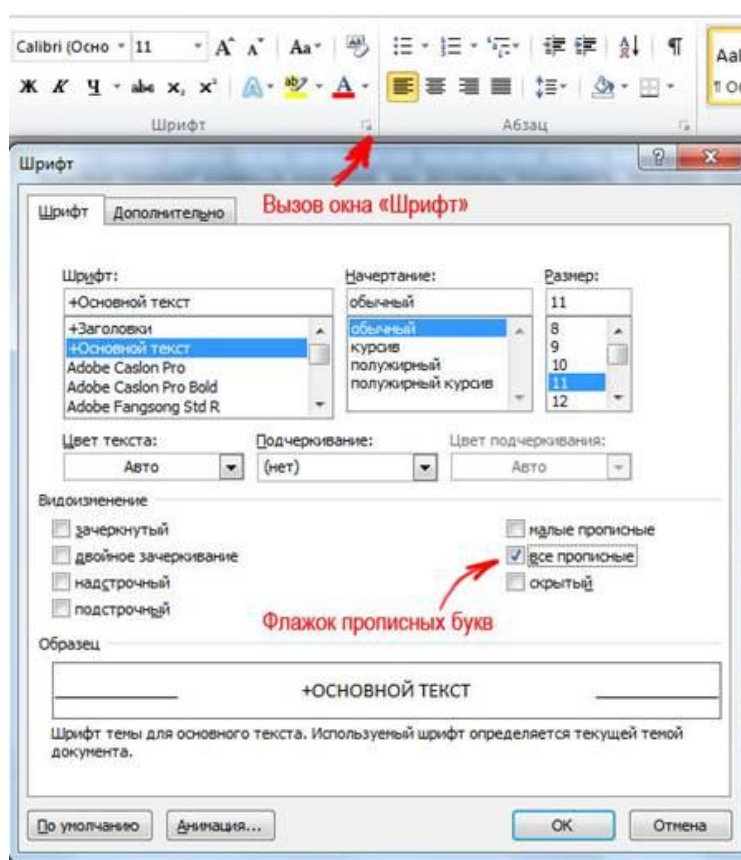 Calibri (Осно 11 A A Aa
Ж К Ч abe x, x² A ab A ¶ Aal
¶ Ос
Шрифт Абзац
Шрифт
Вызов окна «Шрифт»
Шрифт Дополнительно
Шрифт: Начертание: Размер:
+Основной текст обычный 11
+Заголовки обычный 8
+Основной текст курсив 9
Adobe Caslon Pro полужирный 10
Adobe Caslon Pro Bold полужирный курсив 11
Adobe Fangsong Std R 12
Цвет текста: Подчеркивание: Цвет подчеркивания:
Авто (нет) Авто
Видоизменение
зачеркнутый малые прописные
двойное зачеркивание все прописные
надстрочный скрытый
подстрочный
Флажок прописных букв
Образец
+ОСНОВНОЙ ТЕКСТ
Шрифт темы для основного текста. Используемый шрифт определяется текущей темой
документа.
По умолчанию Анимация... ОК Отмена